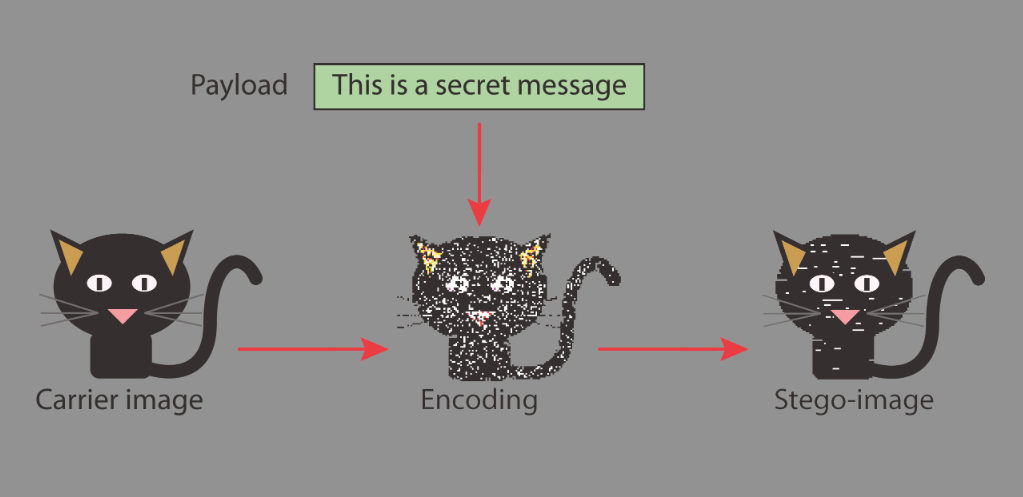 Payload
This is a secret message
Carrier image
Encoding
Stego-image